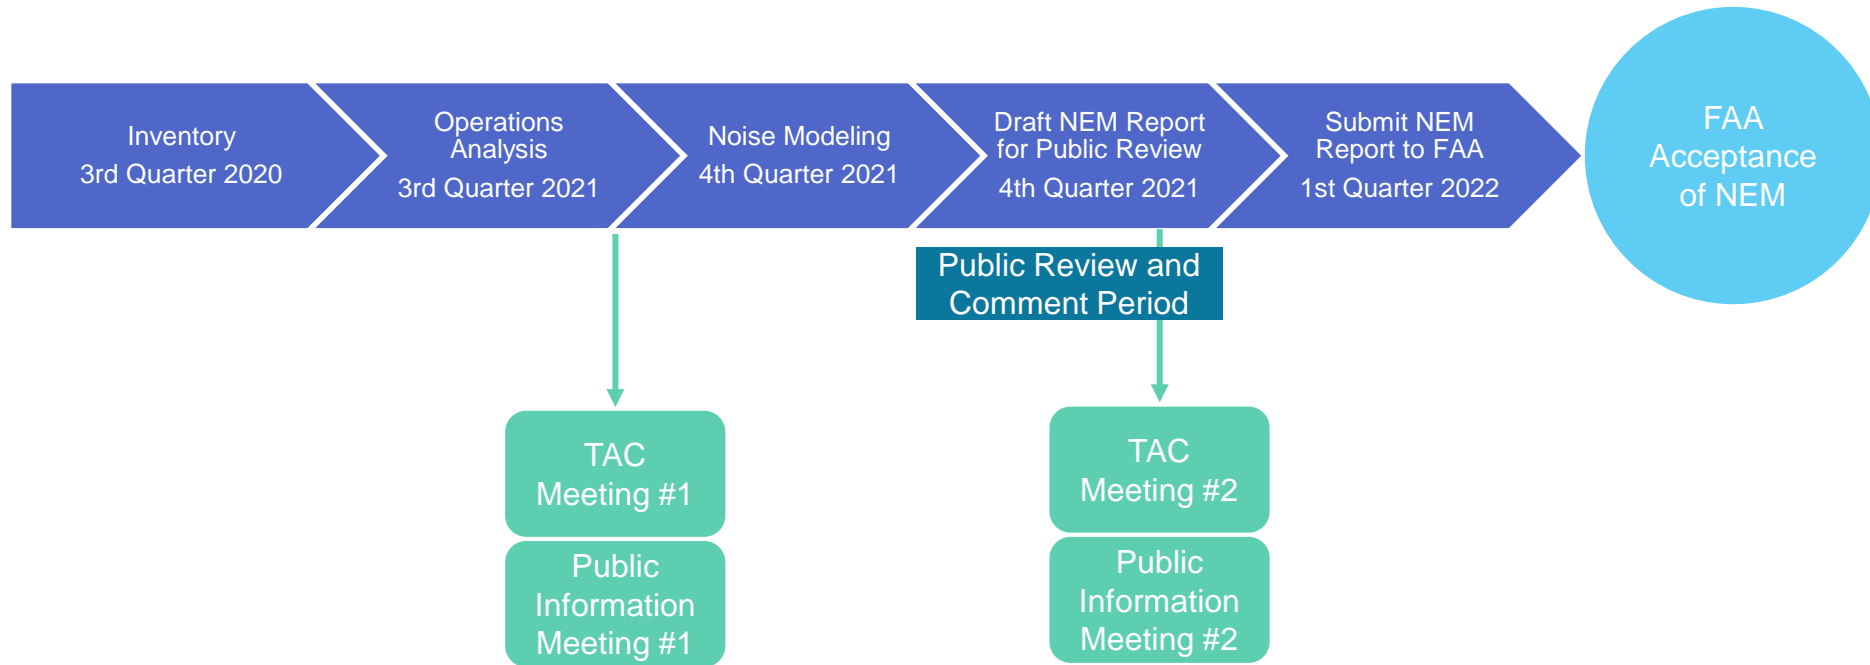 Inventory
3rd Quarter 2020
Operations
Analysis
3rd Quarter 2021
Noise Modeling
4th Quarter 2021
Draft NEM Report
for Public Review
4th Quarter 2021
Submit NEM
Report to FAA
1st Quarter 2022
FAA
Acceptance
of NEM
Public Review and
Comment Period
TAC
Meeting #1
Public
Information
Meeting #1
TAC
Meeting #2
Public
Information
Meeting #2